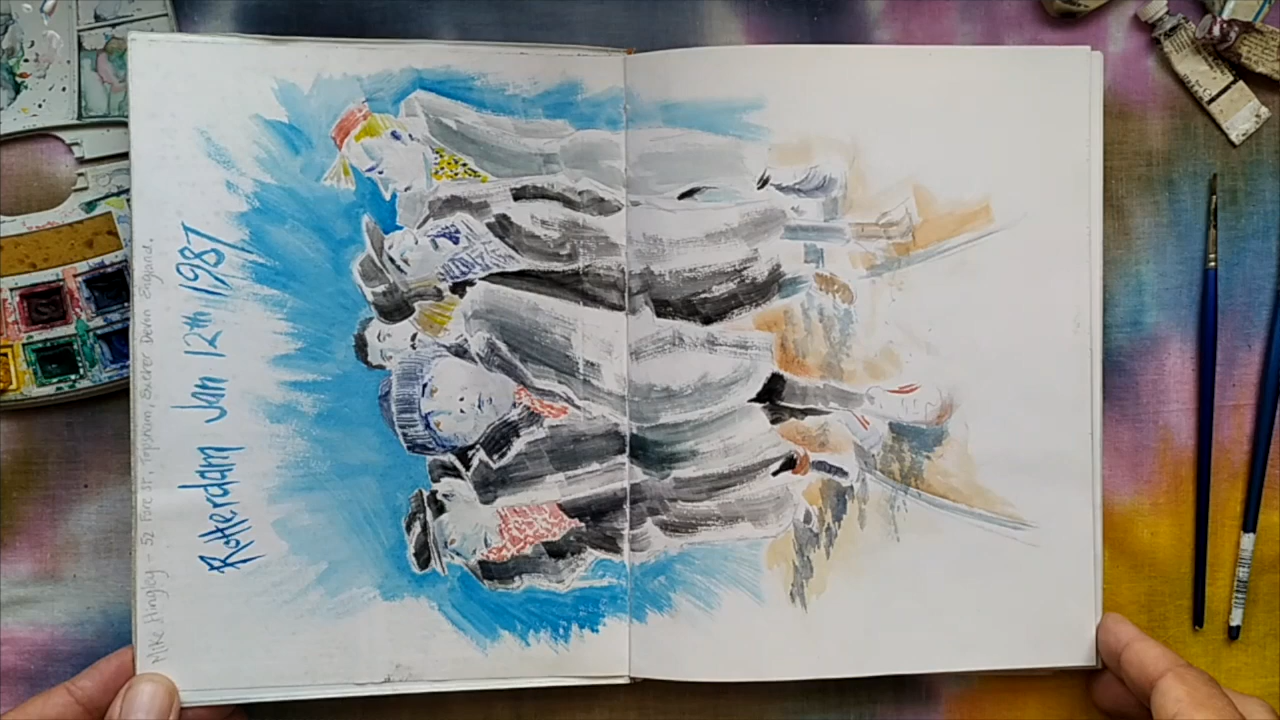 Rotterdam Jan 12TH 1987
Mike Hingley - 52 Fore ST, Topsham, Exeter Devon England.